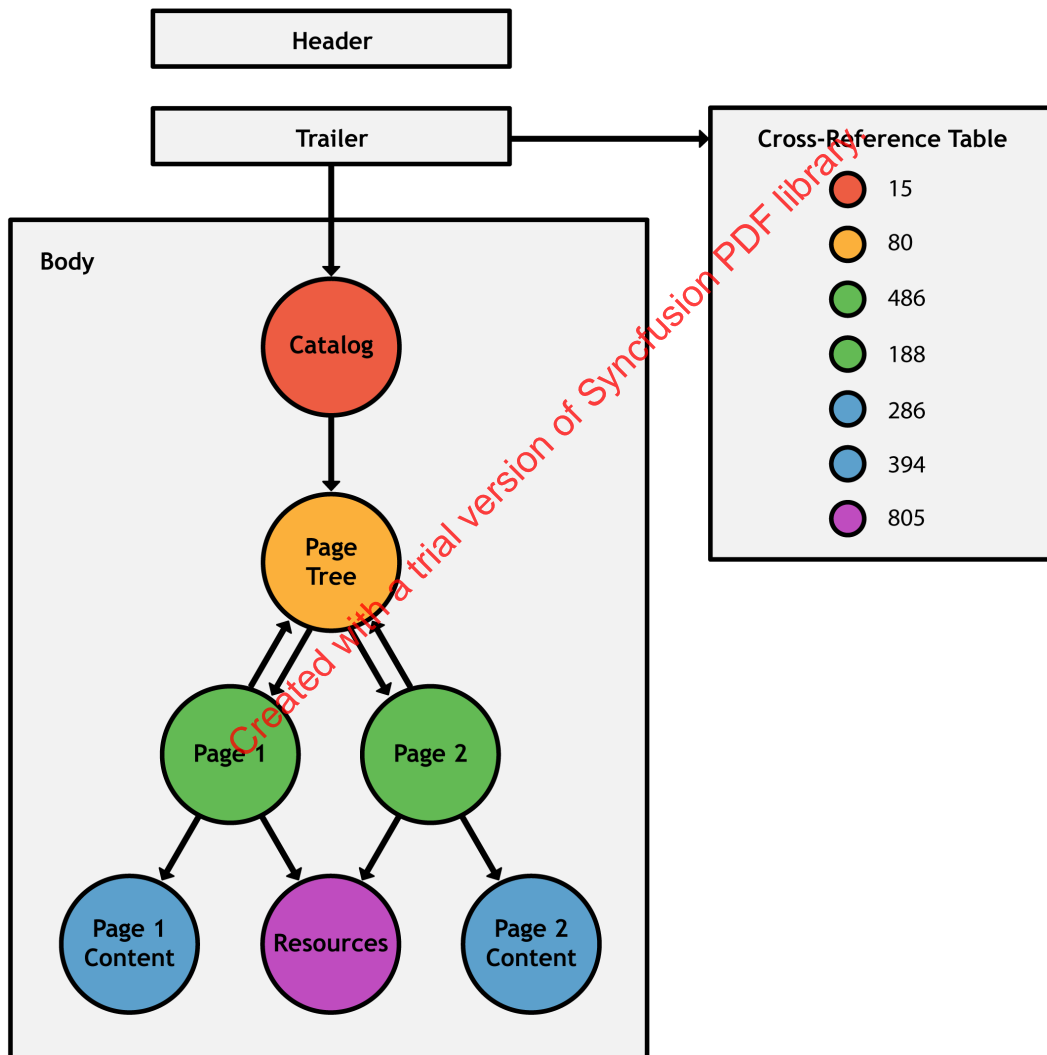 Header
Trailer
Cross-Reference Table
15
80
486
188
286
394
805
Body
Catalog
Page
Tree
Page 1
Page 2
Page 1
Content
Resources
Page 2
Content
Created with a trial version of Syncfusion PDF library.